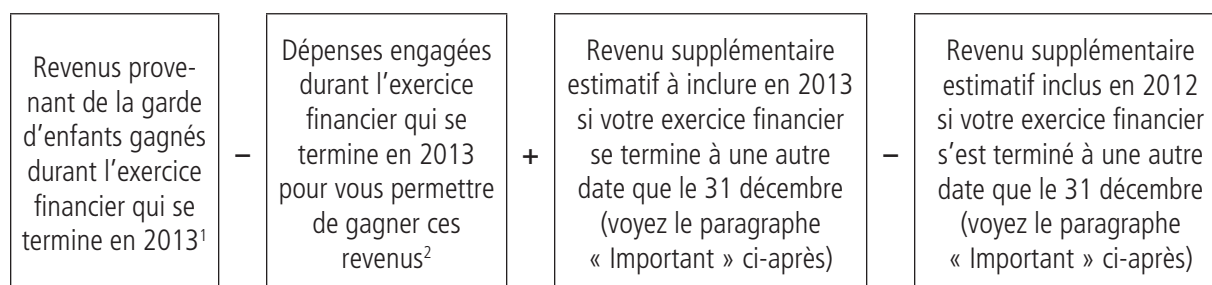 Revenus prove-
nant de la garde
d’enfants gagnés
durant l’exercice
financier qui se
termine en 2013¹
–
Dépenses engagées
durant l’exercice
financier qui se
termine en 2013
pour vous permettre
de gagner ces
revenus²
+
Revenu supplémentaire
estimatif à inclure en 2013
si votre exercice financier
se termine à une autre
date que le 31 décembre
(voyez le paragraphe
« Important » ci-après)
–
Revenu supplémentaire
estimatif inclus en 2012
si votre exercice financier
s’est terminé à une autre
date que le 31 décembre
(voyez le paragraphe
« Important » ci-après)